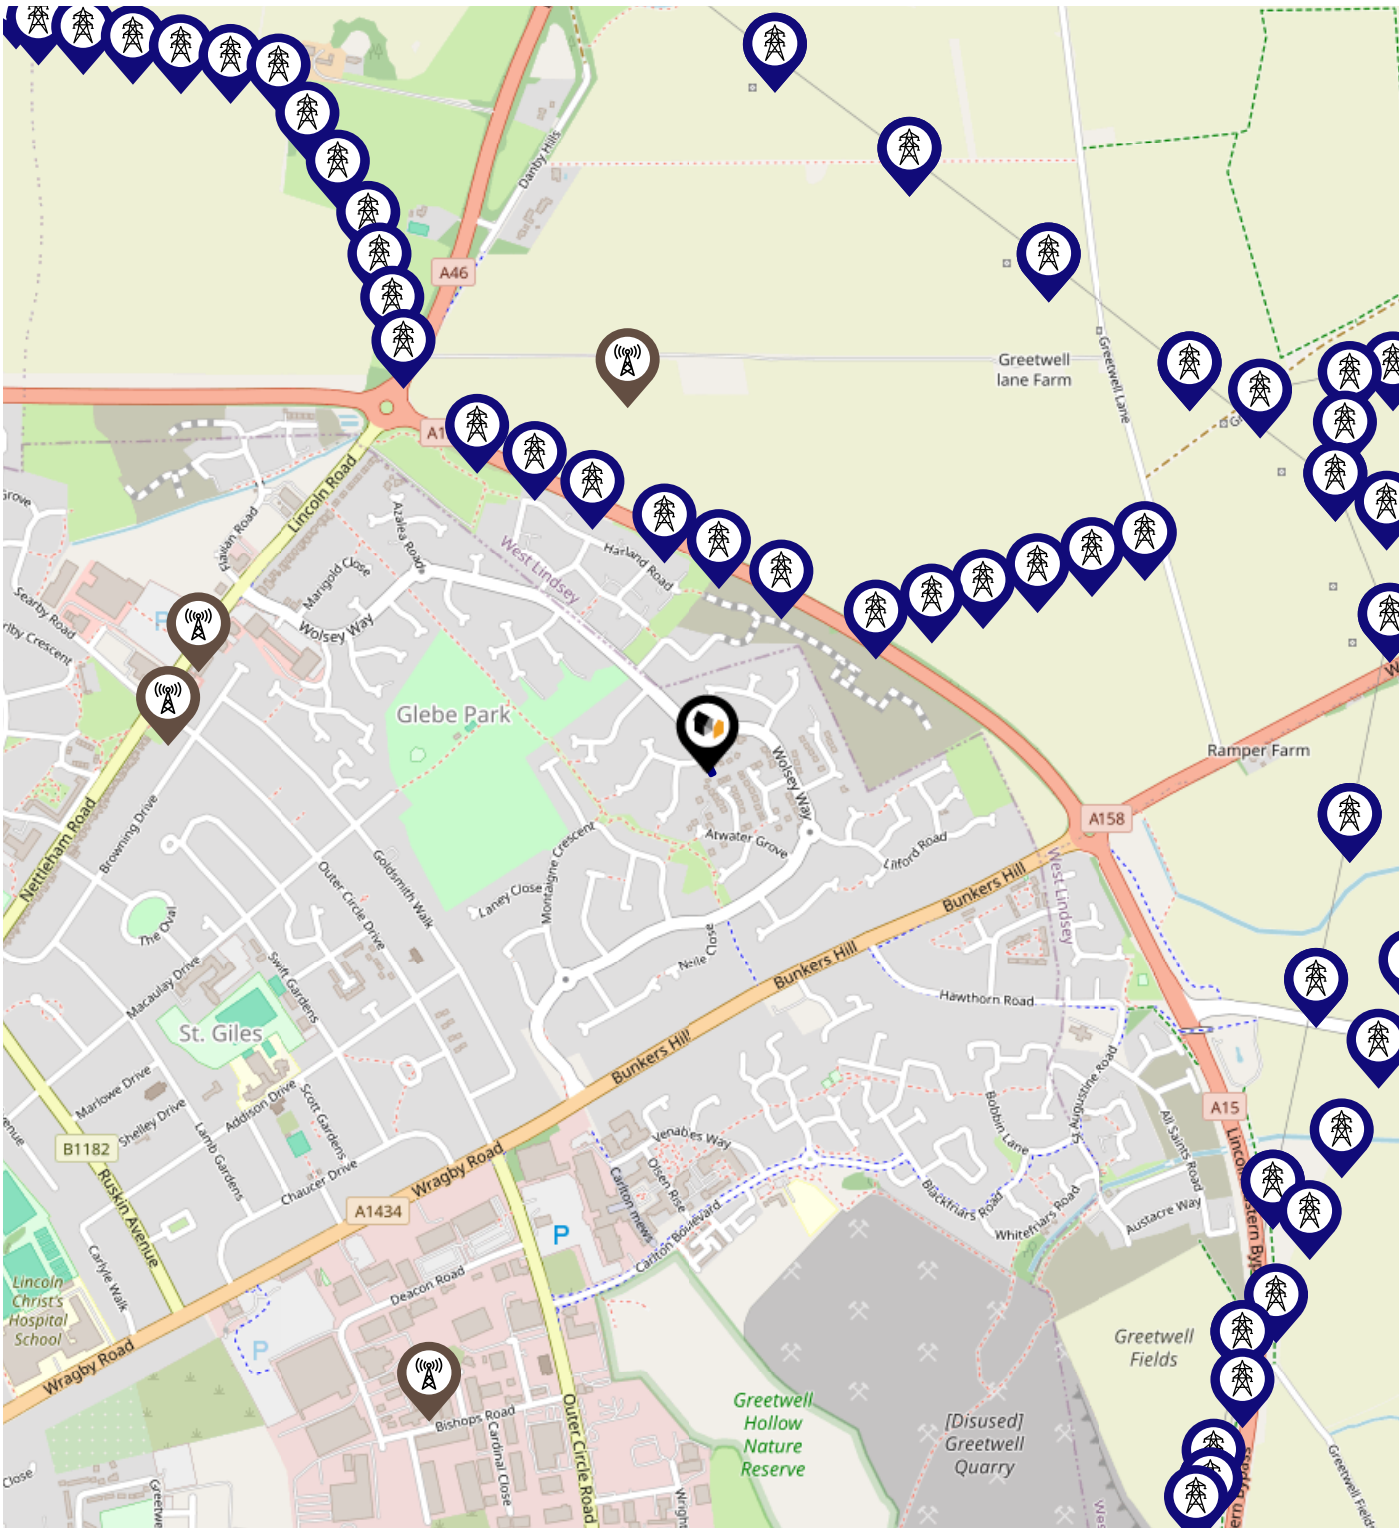 Danby Hills
A46
Greetwell
lane Farm
Greetwell Lane
Lincoln Road
Grove
Flavian Road
Azalea Road
West Lindsey
Harland Road
Marigold Close
Wolsey Way
Searby Road
Crescent
P
Glebe Park
Wolsey Way
Ramper Farm
A158
Nettleham Road
Browning Drive
Atwater Grove
Lilford Road
Montaigne Crescent
Goldsmith Walk
Outer Circle Drive
Laney Close
Bunkers Hill
West Lindsey
The Oval
Neile Close
Bunkers Hill
Macaulay Drive
Swift Gardens
Hawthorn Road
St. Giles
Bunkers Hill
Marlowe Drive
Addison Drive
Scott Gardens
St Augustine Road
Bobbin Lane
A15
Shelley Drive
Venables Way
All Saints Road
B1182
Lamb Gardens
Chaucer Drive
Wragby Road
Olsen Rise
Carlton mews
Ruskin Avenue
A1434
P
Blackfriars Road
Whitefriars Road
Austacre Way
Carlton Boulevard
Carlyle Walk
Deacon Road
Lincoln
Christ's
Hospital
School
P
Greetwell
Fields
Wragby Road
Bishops Road
Cardinal Close
Outer Circle Road
Greetwell
Hollow
Nature
Reserve
[Disused]
Greetwell
Quarry
Close
Greetwell Fields